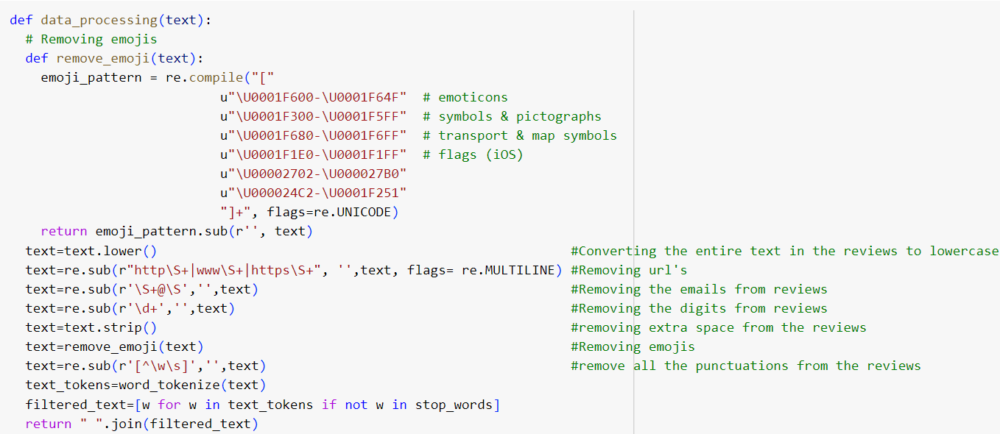 def data_processing(text):
  # Removing emojis
  def remove_emoji(text):
    emoji_pattern = re.compile("["
                           u"\U0001F600-\U0001F64F"  # emoticons
                           u"\U0001F300-\U0001F5FF"  # symbols & pictographs
                           u"\U0001F680-\U0001F6FF"  # transport & map symbols
                           u"\U0001F1E0-\U0001F1FF"  # flags (iOS)
                           u"\U00002702-\U000027B0"
                           u"\U000024C2-\U0001F251"
                           "]+", flags=re.UNICODE)
    return emoji_pattern.sub(r'', text)
  text=text.lower()                                                     #Converting the entire text in the reviews to lowercase
  text=re.sub(r"http\S+|www\S+|https\S+", '',text, flags= re.MULTILINE) #Removing url's
  text=re.sub(r'\S+@\S','',text)                                        #Removing the emails from reviews
  text=re.sub(r'\d+','',text)                                           #Removing the digits from reviews
  text=text.strip()                                                     #removing extra space from the reviews
  text=remove_emoji(text)                                               #Removing emojis
  text=re.sub(r'[^\w\s]','',text)                                       #remove all the punctuations from the reviews
  text_tokens=word_tokenize(text)
  filtered_text=[w for w in text_tokens if not w in stop_words]
  return " ".join(filtered_text)